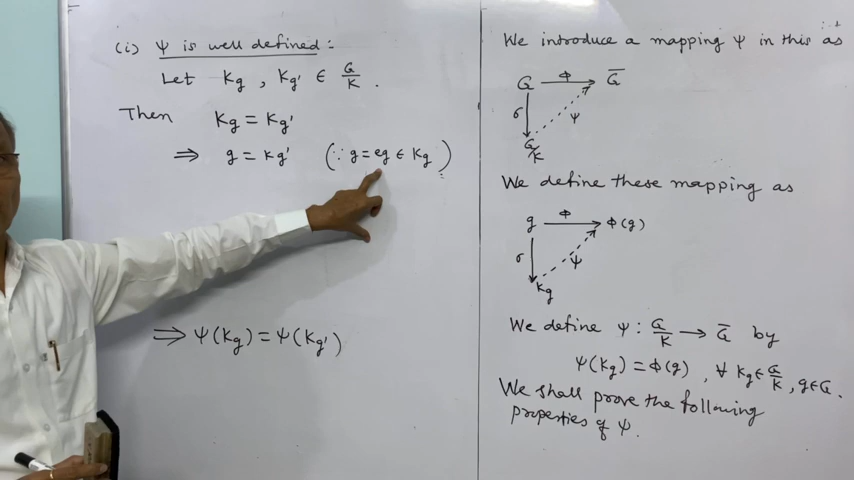 (i) Ψ is well defined:
Let Kg, Kg' ∈ G/K.
Then Kg = Kg'
⇒ g = kg' (∵ g = eg ∈ Kg)
⇒ Ψ(Kg) = Ψ(Kg')
We introduce a mapping Ψ in this as
G Φ G̅
σ Ψ
G/K
We define these mapping as
g Φ Φ(g)
σ Ψ
Kg
We define Ψ: G/K → G̅ by
Ψ(Kg) = Φ(g), ∀ Kg ∈ G/K, g ∈ G.
We shall prove the following
properties of Ψ.